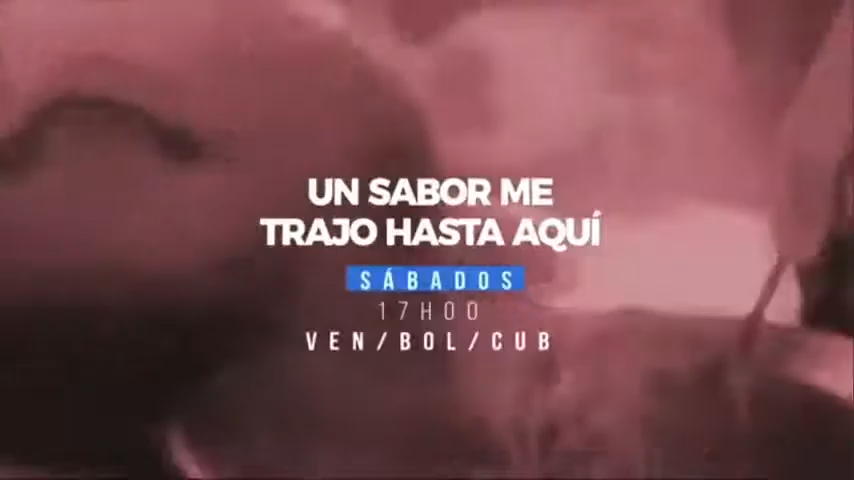 UN SABOR ME
TRAJO HASTA AQUÍ
SÁBADOS
17H00
VEN/BOL/CUB